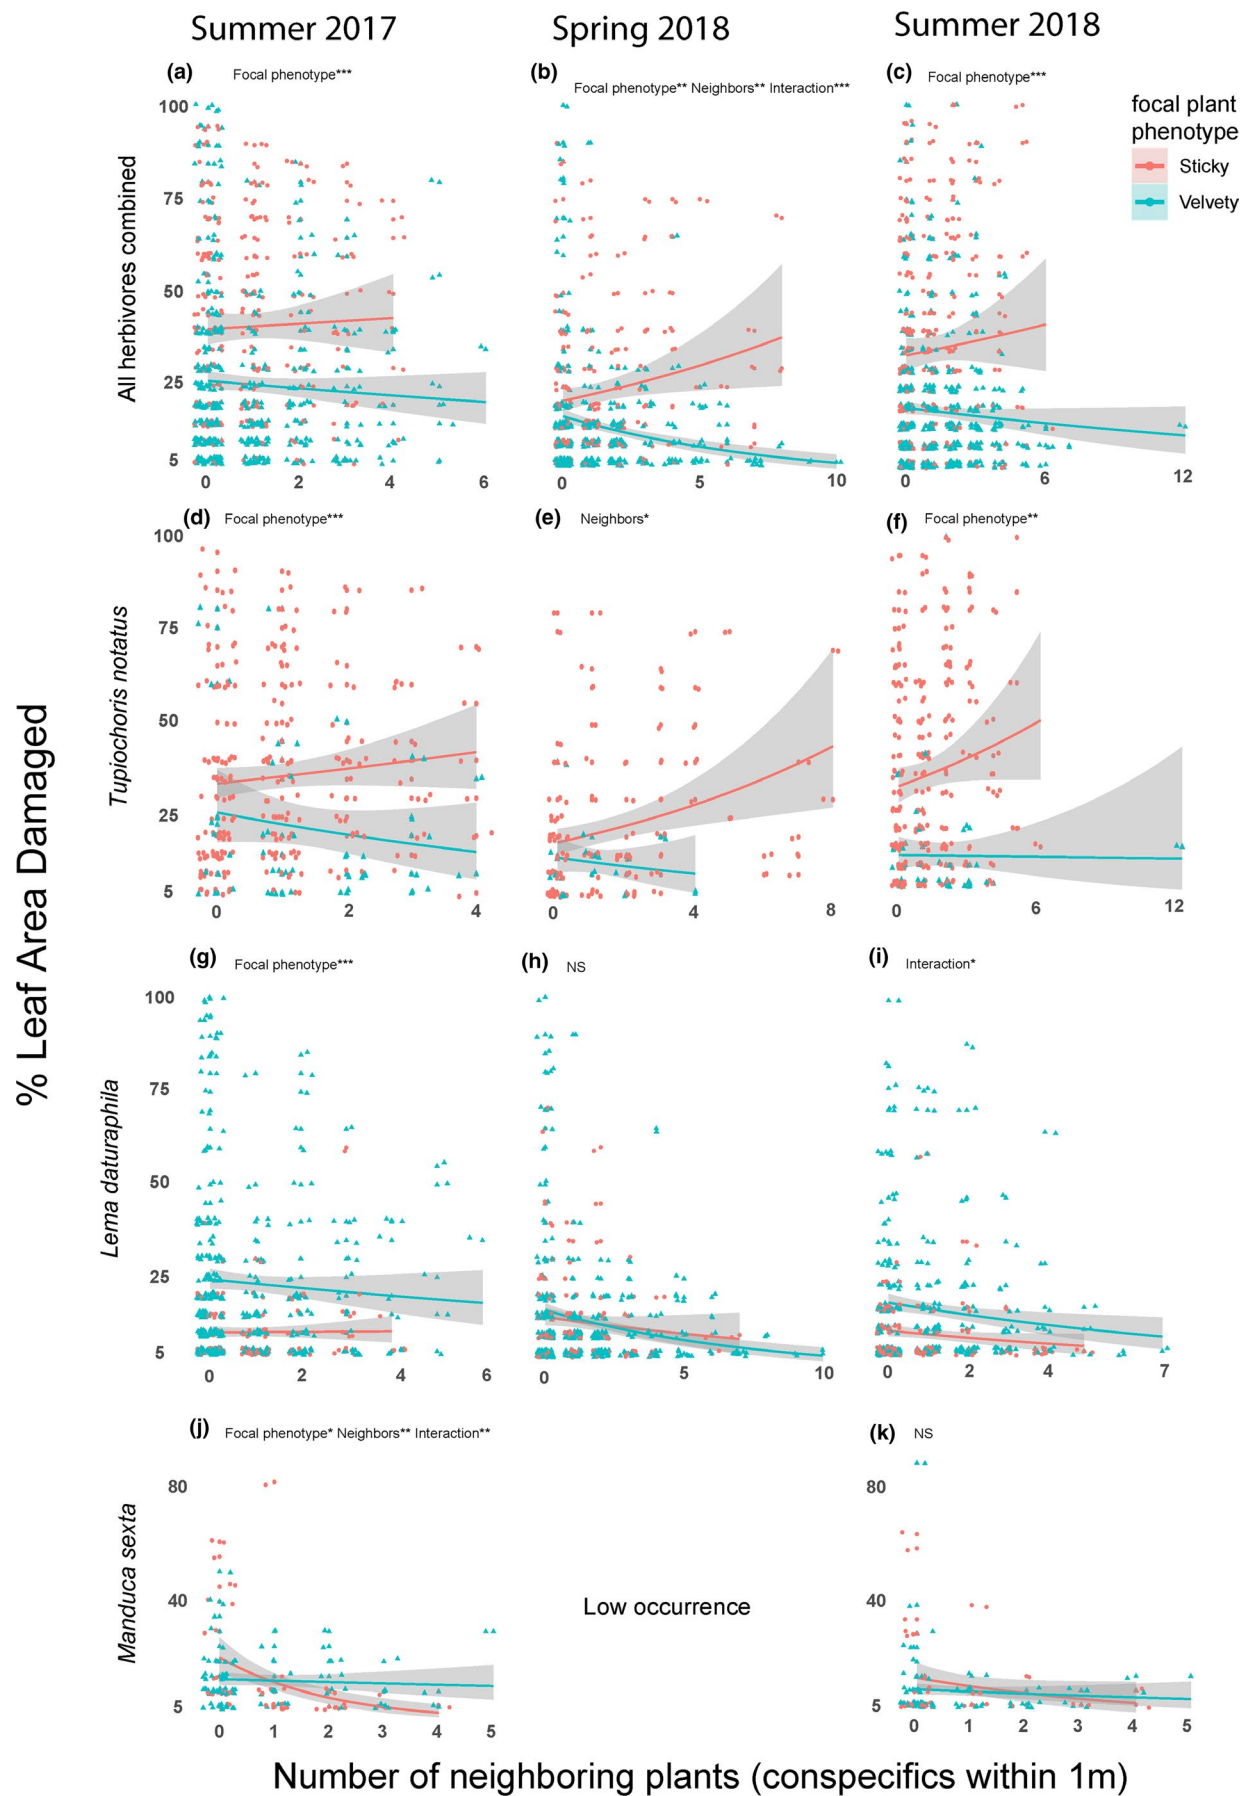 Summer 2017
Spring 2018
Summer 2018
(a) Focal phenotype***
(b) Focal phenotype** Neighbors** Interaction***
(c) Focal phenotype***
focal plant
phenotype
Sticky
Velvety
% Leaf Area Damaged
All herbivores combined
100
75
50
25
5
0 2 4 6
0 5 10
0 6 12
(d) Focal phenotype***
(e) Neighbors*
(f) Focal phenotype**
Tupiochoris notatus
100
75
50
25
5
0 2 4
0 4 8
0 6 12
(g) Focal phenotype***
(h) NS
(i) Interaction*
Lema daturaphila
100
75
50
25
5
0 2 4 6
0 5 10
0 2 4 7
(j) Focal phenotype* Neighbors** Interaction**
(k) NS
Manduca sexta
80
40
5
0 1 2 3 4 5
Low occurrence
80
40
5
0 1 2 3 4 5
Number of neighboring plants (conspecifics within 1m)